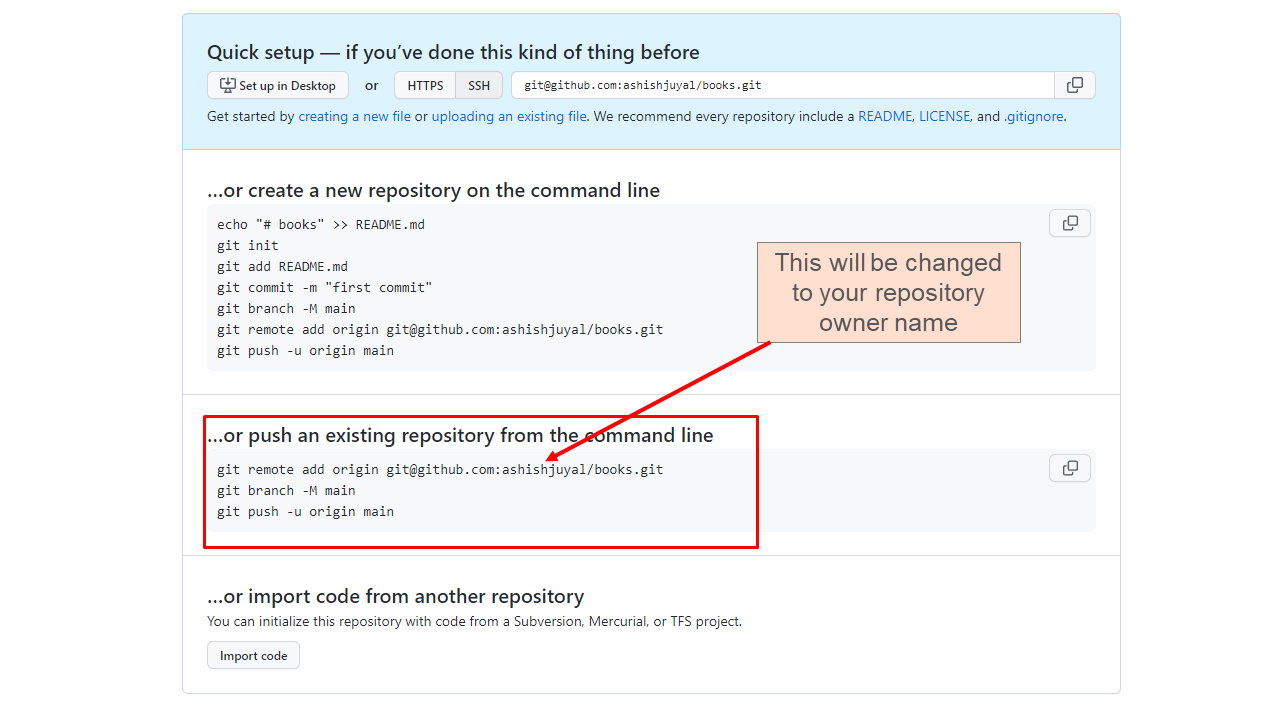 Quick setup — if you’ve done this kind of thing before
Set up in Desktop or HTTPS SSH git@github.com:ashishjuyal/books.git
Get started by creating a new file or uploading an existing file. We recommend every repository include a README, LICENSE, and .gitignore.
…or create a new repository on the command line
echo "# books" >> README.md
git init
git add README.md
git commit -m "first commit"
git branch -M main
git remote add origin git@github.com:ashishjuyal/books.git
git push -u origin main
This will be changed
to your repository
owner name
…or push an existing repository from the command line
git remote add origin git@github.com:ashishjuyal/books.git
git branch -M main
git push -u origin main
…or import code from another repository
You can initialize this repository with code from a Subversion, Mercurial, or TFS project.
Import code